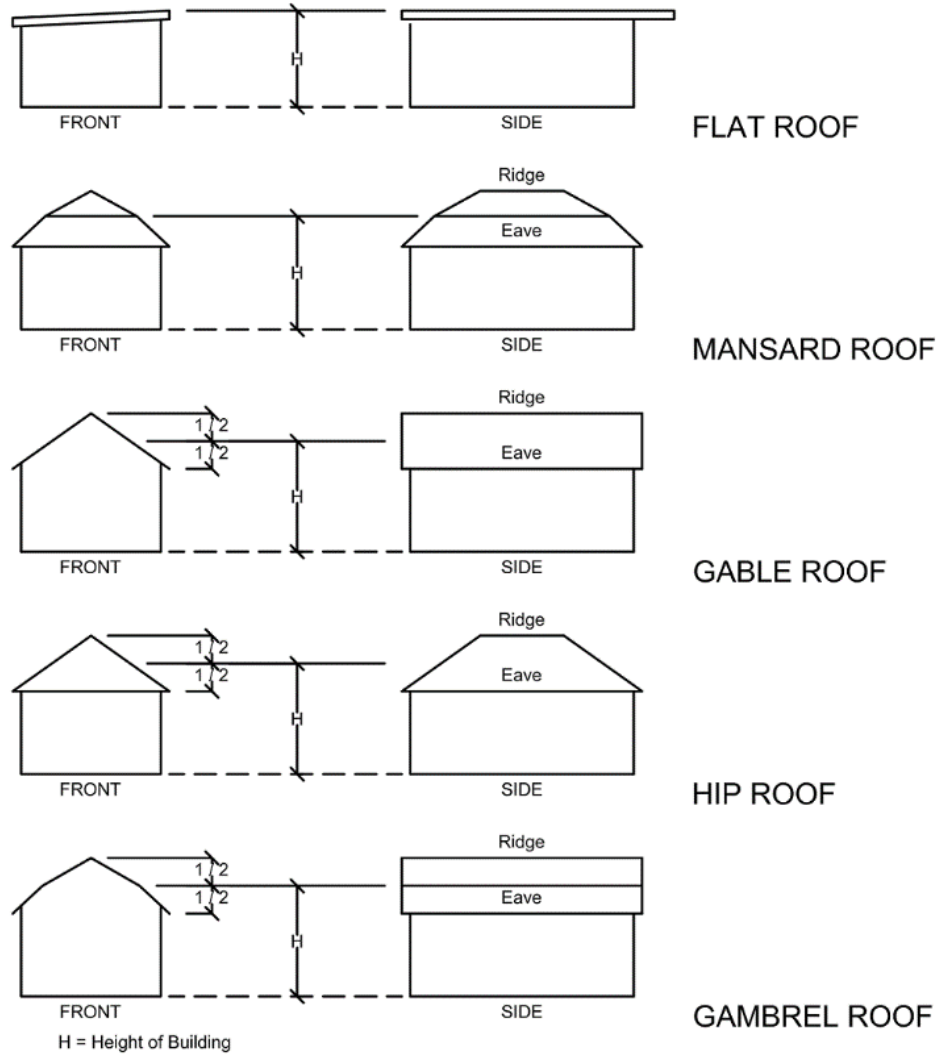 H
FRONT
SIDE
FLAT ROOF
Ridge
Eave
H
FRONT
SIDE
MANSARD ROOF
Ridge
1/2
1/2
Eave
H
FRONT
SIDE
GABLE ROOF
Ridge
1/2
1/2
Eave
H
FRONT
SIDE
HIP ROOF
Ridge
1/2
1/2
Eave
H
FRONT
SIDE
GAMBREL ROOF
H = Height of Building